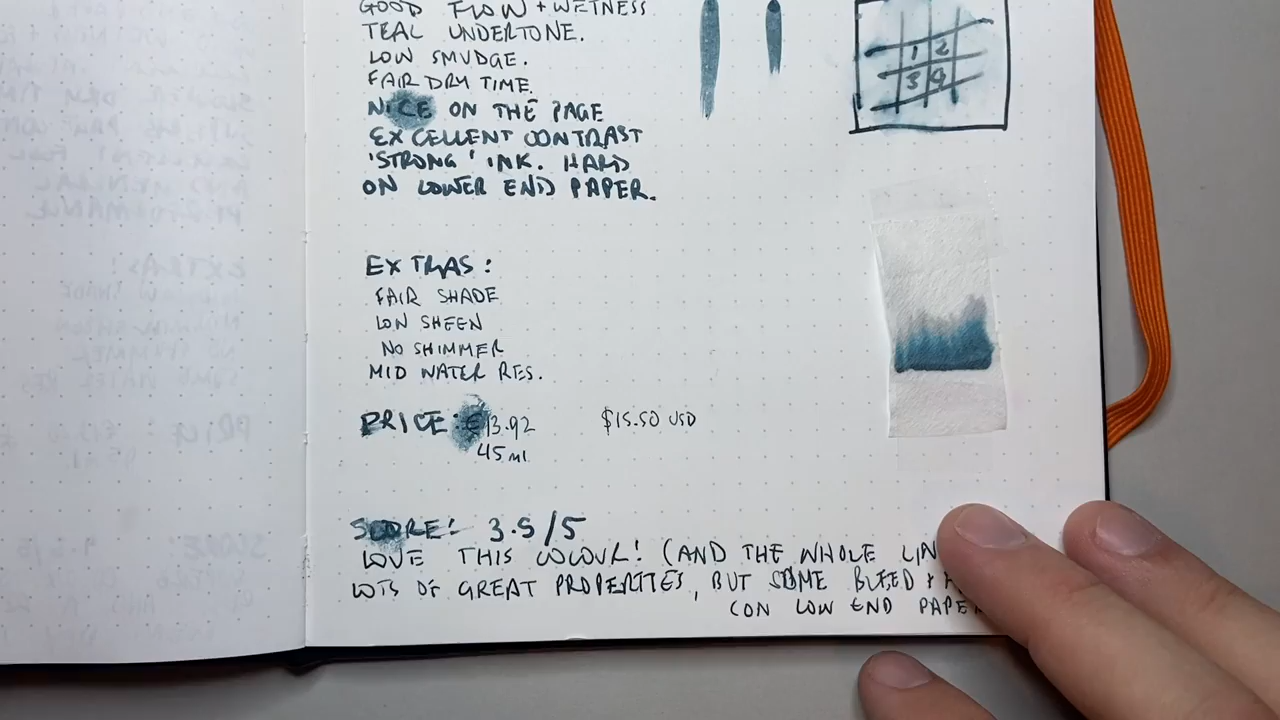 GOOD FLOW + WETNESS
TEAL UNDERTONE.
LOW SMUDGE.
FAIR DRY TIME.
NICE ON THE PAGE
EXCELLENT CONTRAST
'STRONG' INK. HARD
ON LOWER END PAPER.
1 2
3 4
EXTRAS:
FAIR SHADE
LOW SHEEN
NO SHIMMER
MID WATER RES.
PRICE: €13.92 $15.50 USD
45ml
SCORE: 3.5/5
LOVE THIS COLOUR! (AND THE WHOLE LIN
LOTS OF GREAT PROPERTIES, BUT SOME BLEED +
CON LOW END PAPE